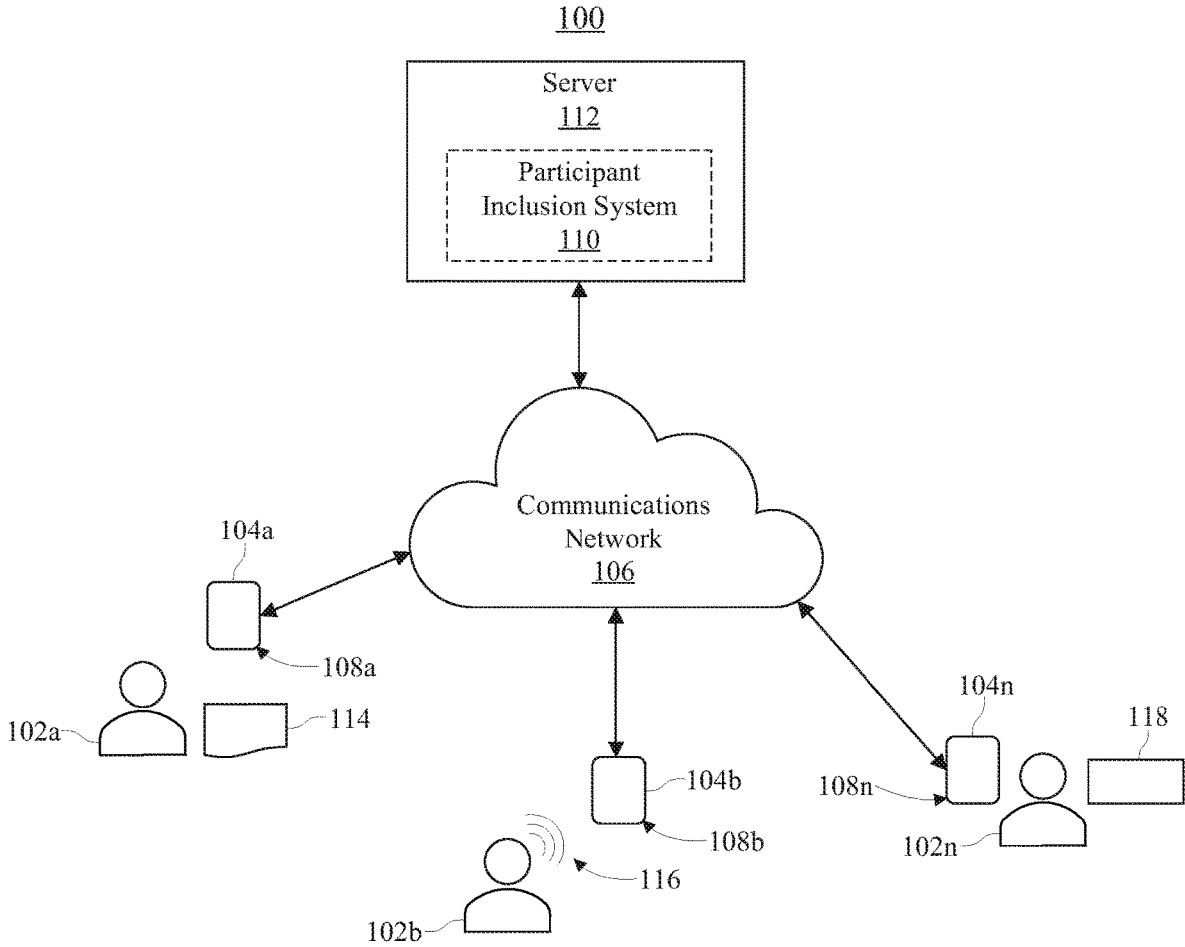 100
Server
112
Participant
Inclusion System
110
Communications
Network
106
104a
108a
102a
114
104b
108b
116
102b
104n
118
108n
102n